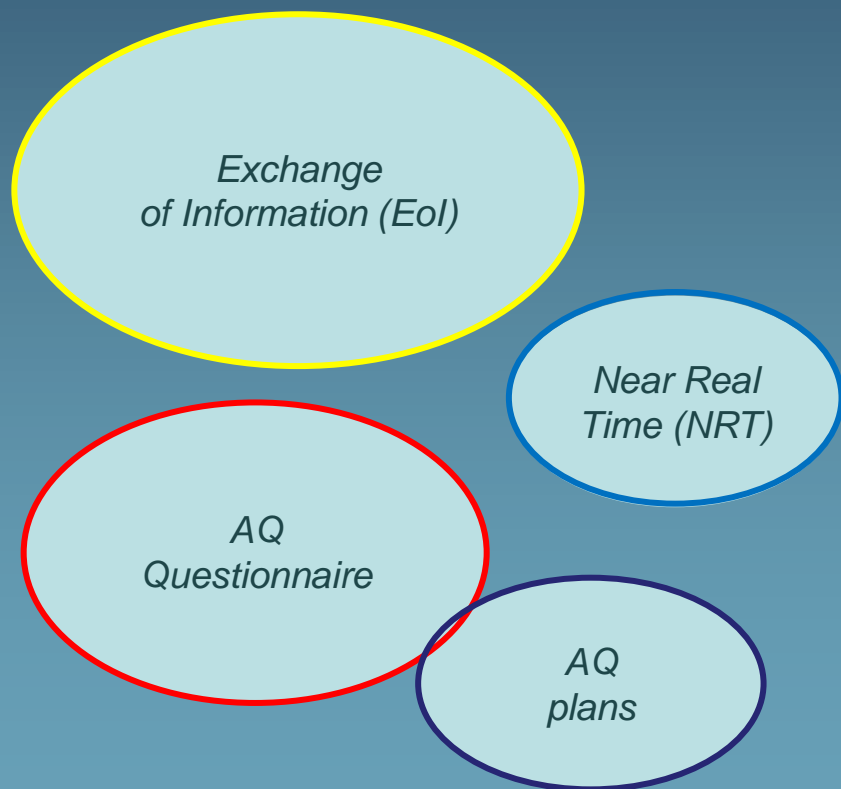 Exchange
of Information (EoI)
Near Real
Time (NRT)
AQ
Questionnaire
AQ
plans